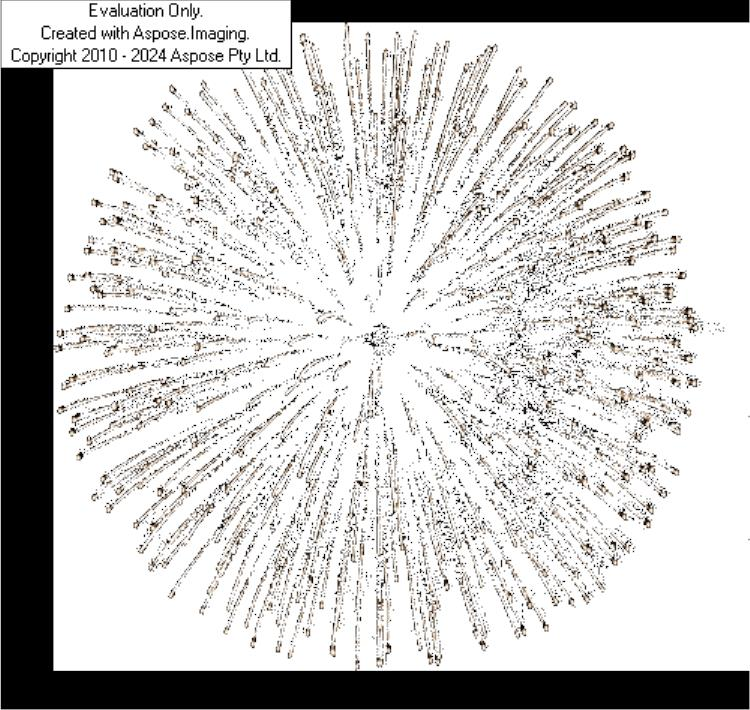 Evaluation Only.
Created with Aspose.Imaging.
Copyright 2010 - 2024 Aspose Pty Ltd.